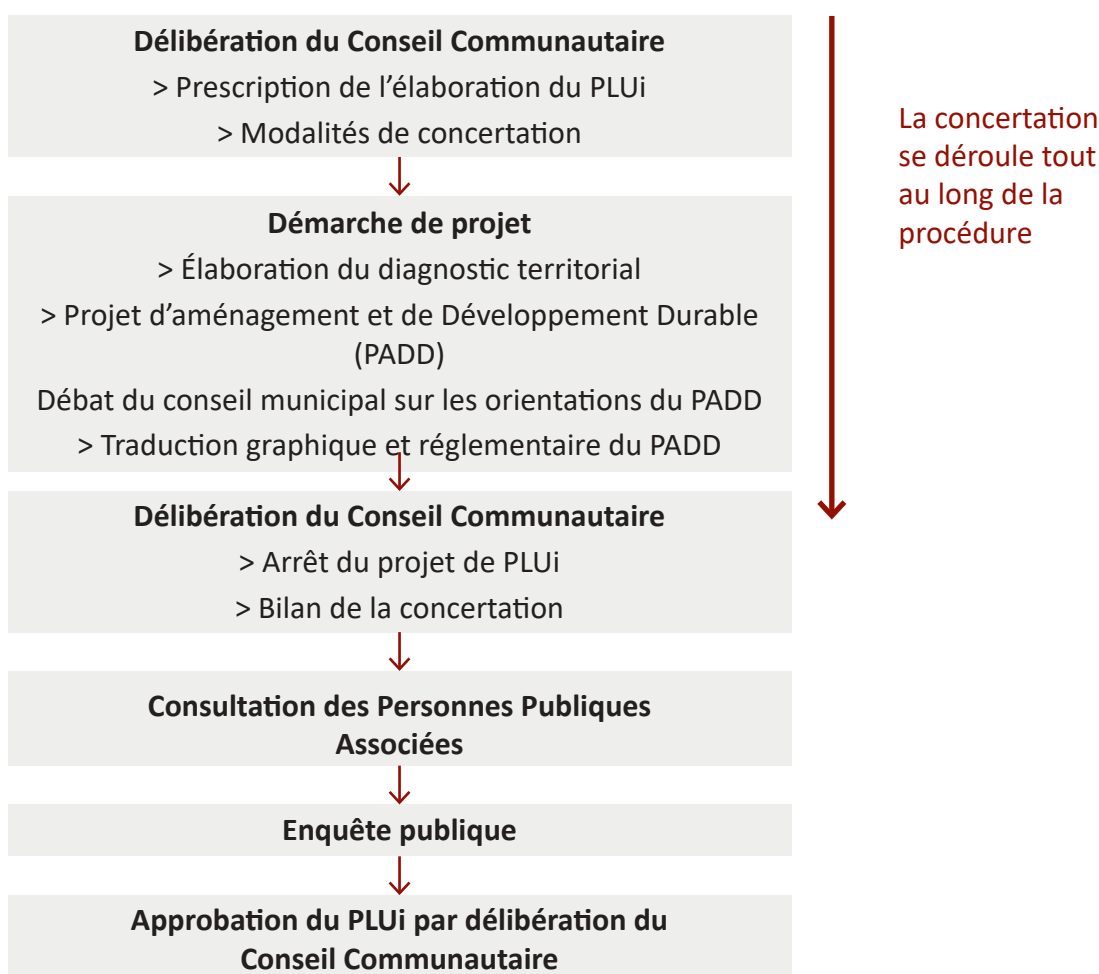 Délibération du Conseil Communautaire
> Prescription de l'élaboration du PLUi
> Modalités de concertation
La concertation
se déroule tout
au long de la
procédure
Démarche de projet
> Élaboration du diagnostic territorial
> Projet d'aménagement et de Développement Durable
(PADD)
Débat du conseil municipal sur les orientations du PADD
> Traduction graphique et réglementaire du PADD
Délibération du Conseil Communautaire
> Arrêt du projet de PLUi
> Bilan de la concertation
Consultation des Personnes Publiques
Associées
Enquête publique
Approbation du PLUi par délibération du
Conseil Communautaire